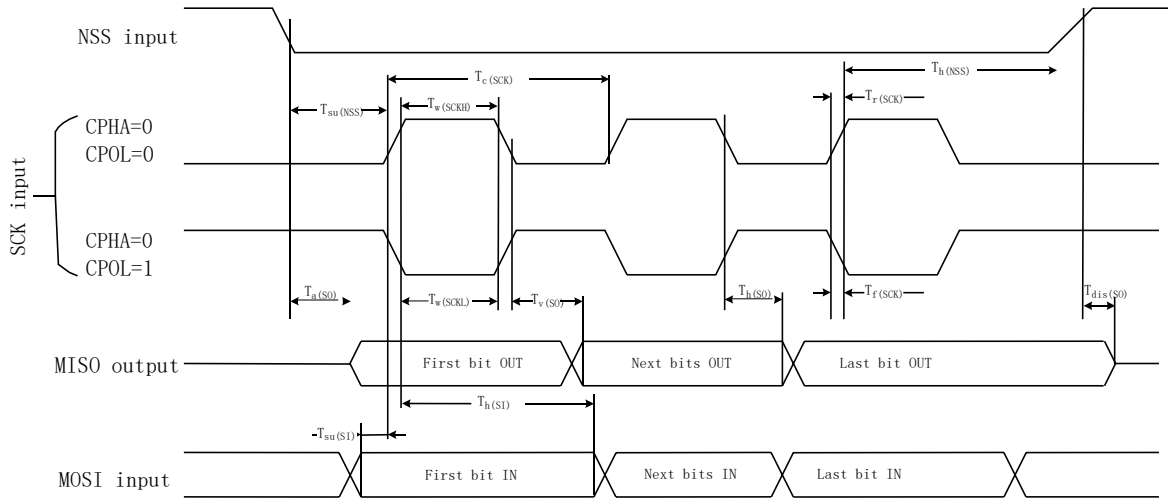 NSS input
Tc(SCK)
Th(NSS)
Tsu(NSS)
Tw(SCKH)
Tr(SCK)
SCK input
CPHA=0
CPOL=0
CPHA=0
CPOL=1
Ta(SO)
Tw(SCKL)
Tv(SO)
Th(SO)
Tf(SCK)
Tdis(SO)
MISO output
First bit OUT
Next bits OUT
Last bit OUT
Th(SI)
Tsu(SI)
MOSI input
First bit IN
Next bits IN
Last bit IN